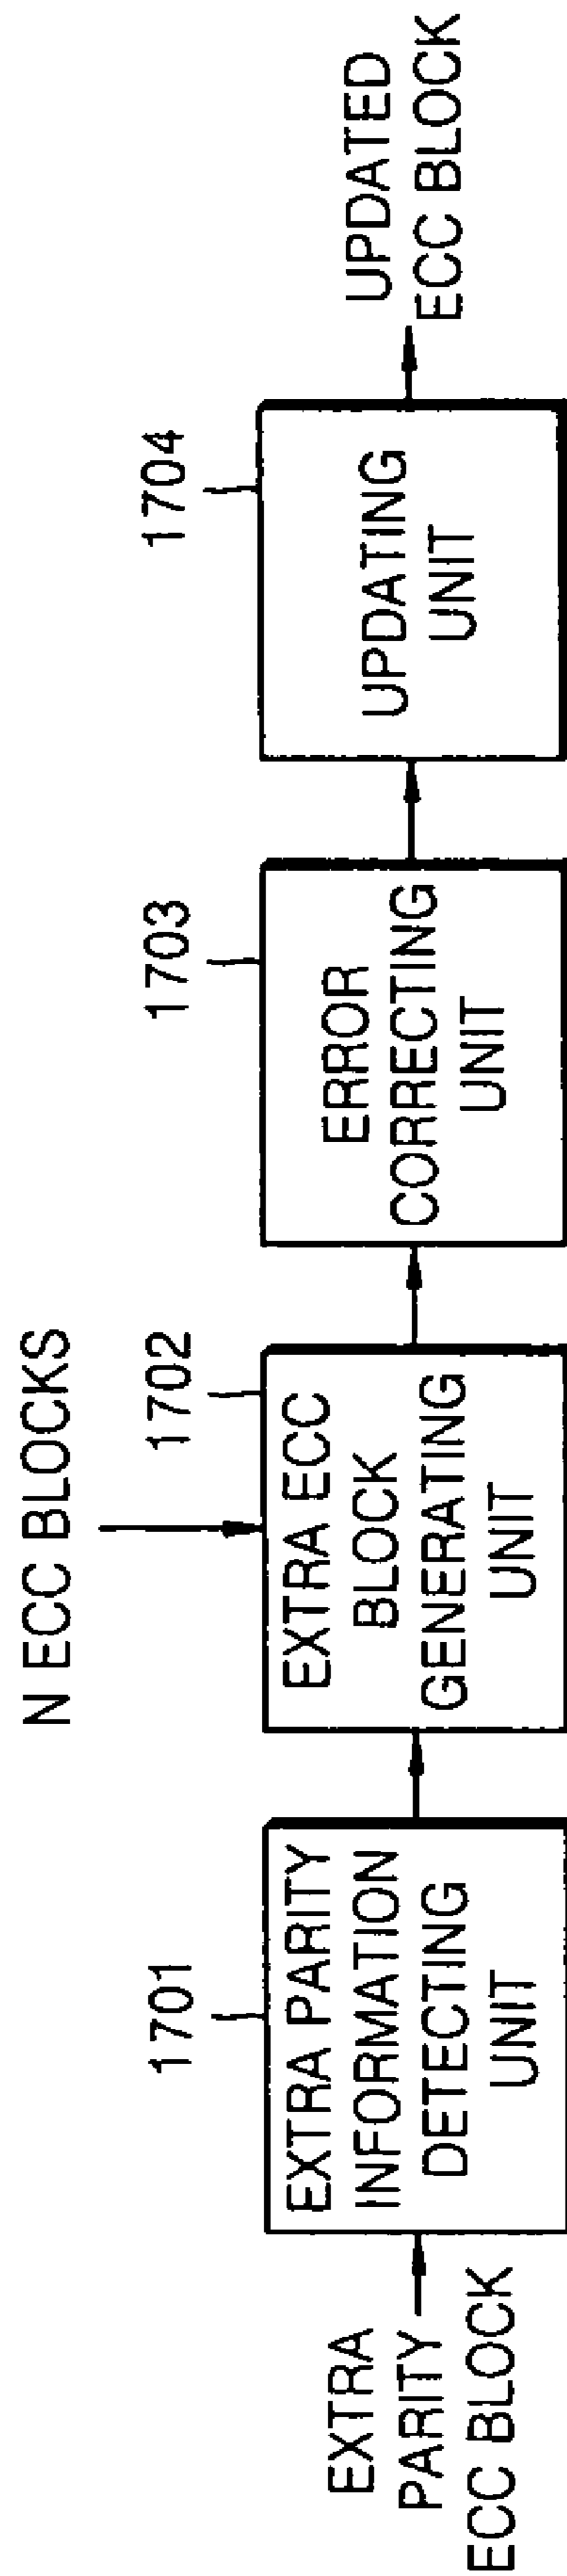 EXTRA
PARITY
ECC BLOCK
1701
EXTRA PARITY
INFORMATION
DETECTING
UNIT
N ECC BLOCKS
1702
EXTRA ECC
BLOCK
GENERATING
UNIT
1703
ERROR
CORRECTING
UNIT
1704
UPDATING
UNIT
UPDATED
ECC BLOCK